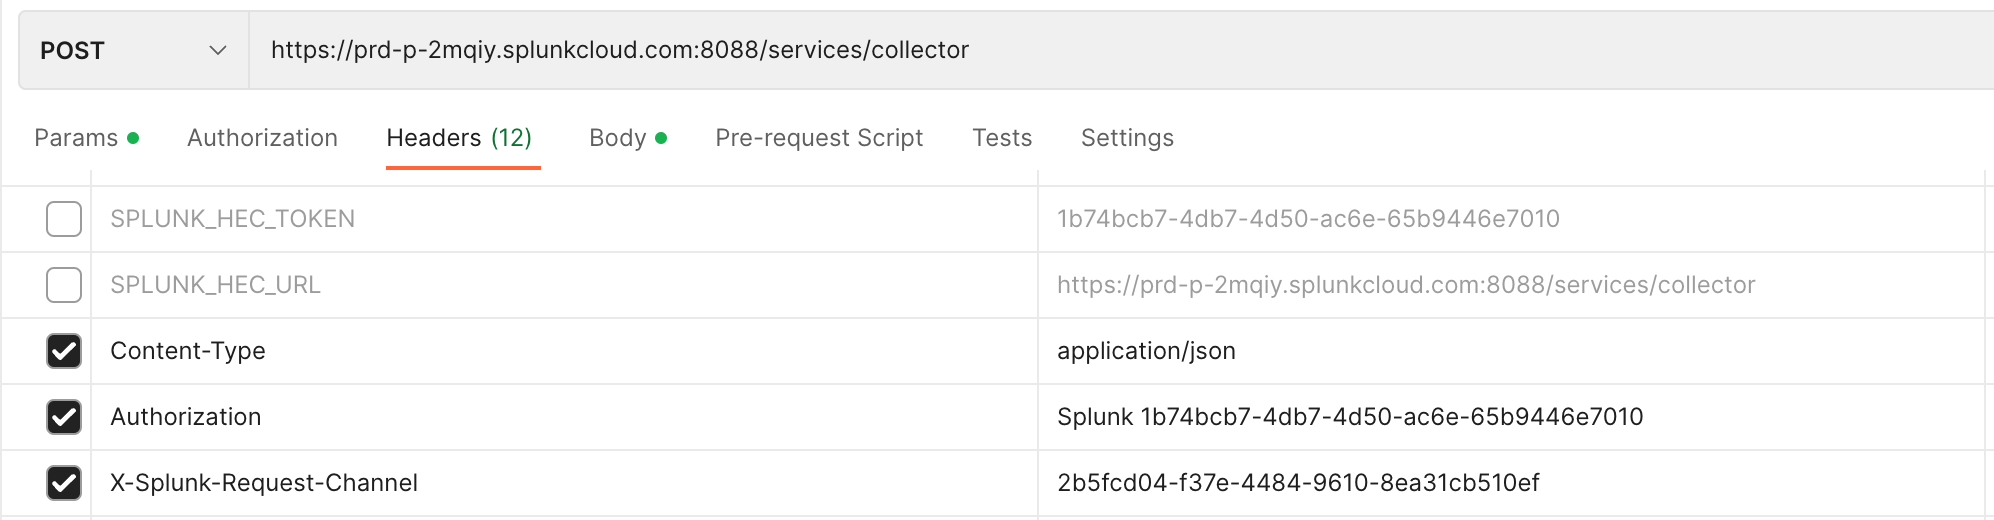 POST https://prd-p-2mqiy.splunkcloud.com:8088/services/collector
Params Authorization Headers (12) Body Pre-request Script Tests Settings
SPLUNK_HEC_TOKEN 1b74bcb7-4db7-4d50-ac6e-65b9446e7010
SPLUNK_HEC_URL https://prd-p-2mqiy.splunkcloud.com:8088/services/collector
Content-Type application/json
Authorization Splunk 1b74bcb7-4db7-4d50-ac6e-65b9446e7010
X-Splunk-Request-Channel 2b5fcd04-f37e-4484-9610-8ea31cb510ef